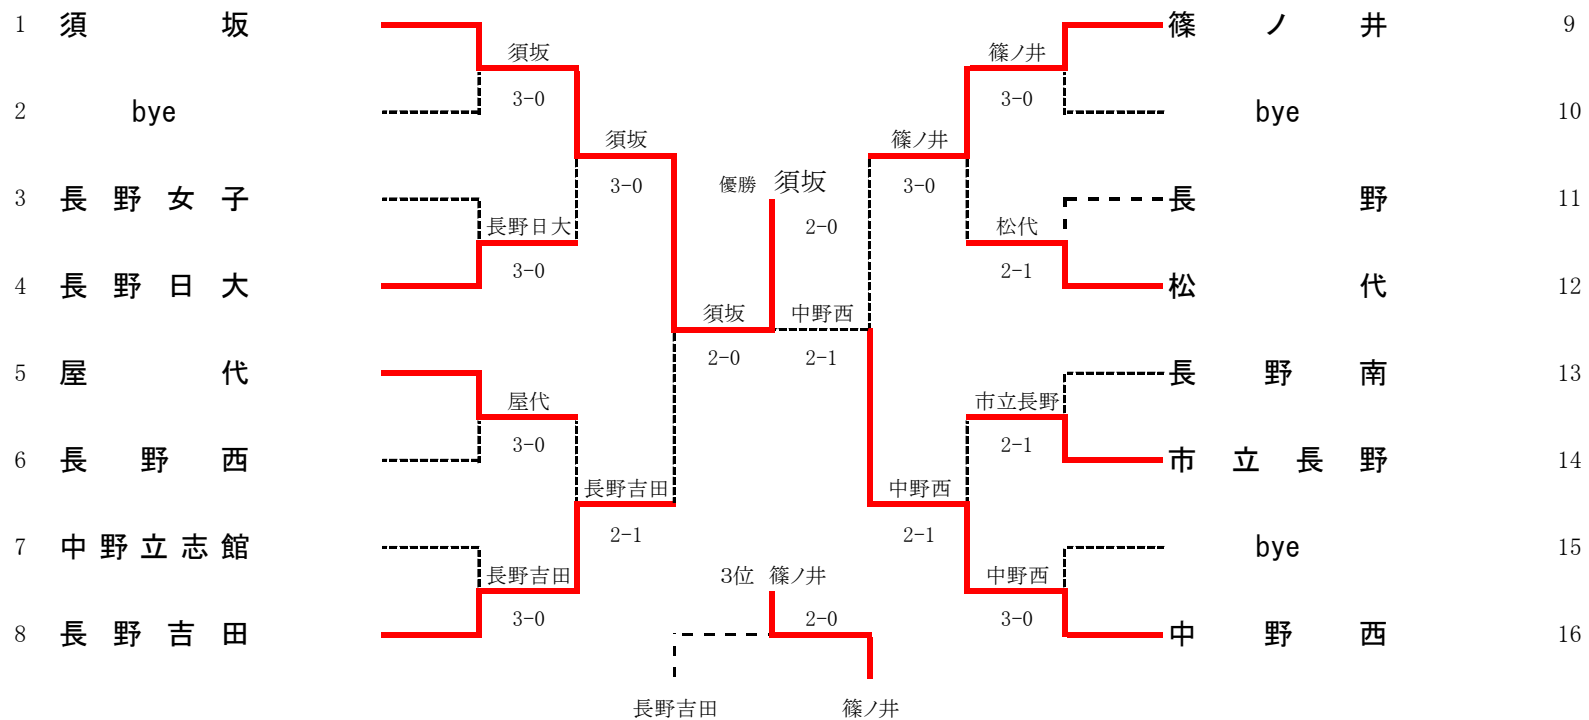 1 須坂 篠ノ井 9
須坂 篠ノ井
3-0 3-0
2 bye bye 10
須坂 篠ノ井
3-0 優勝 須坂 3-0
3 長野女子 長野 11
長野日大 2-0 松代
3-0 2-1
4 長野日大 松代 12
須坂 中野西
2-0 2-1
5 屋代 長野南 13
屋代 市立長野
3-0 2-1
6 長野西 市立長野 14
長野吉田 中野西
2-1 2-1
7 中野立志館 bye 15
長野吉田 3位 篠ノ井 中野西
3-0 2-0 3-0
8 長野吉田 中野西 16
長野吉田 篠ノ井